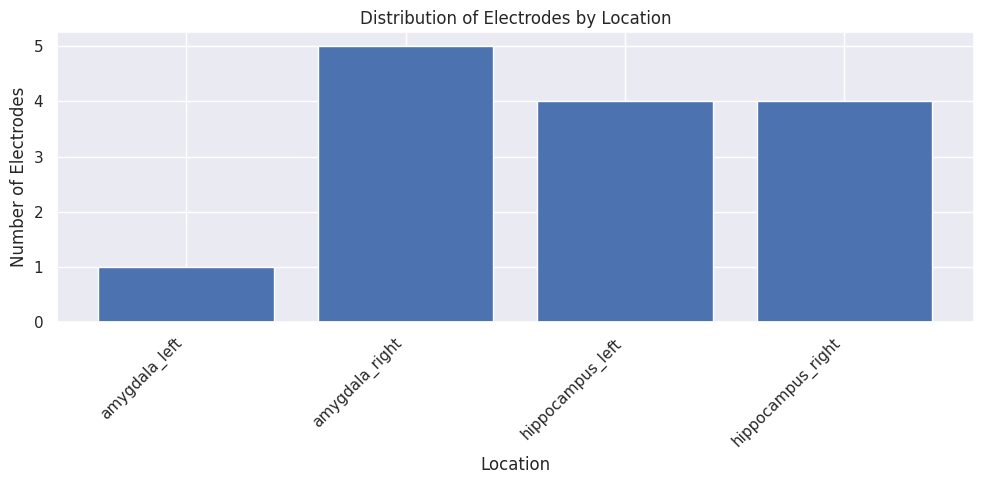 Distribution of Electrodes by Location
Number of Electrodes
5
4
3
2
1
0
amygdala_left
amygdala_right
hippocampus_left
hippocampus_right
Location